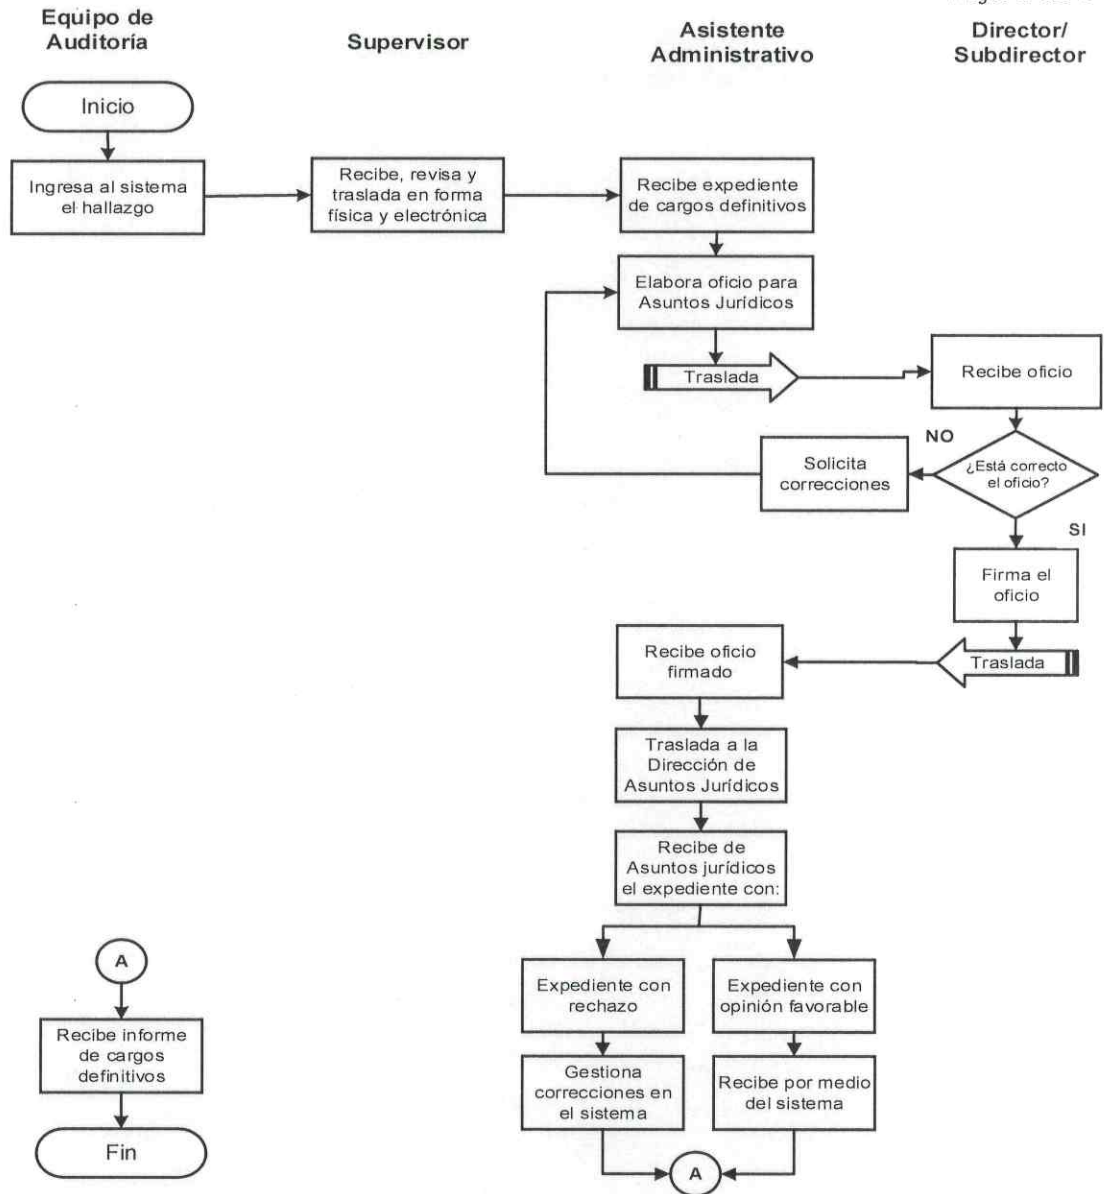 Equipo de
Auditoría
Supervisor
Asistente
Administrativo
Director/
Subdirector
Inicio
Ingresa al sistema
el hallazgo
Recibe, revisa y
traslada en forma
física y electrónica
Recibe expediente
de cargos definitivos
Elabora oficio para
Asuntos Jurídicos
Traslada
Recibe oficio
NO
¿Está correcto
el oficio?
Solicita
correcciones
SI
Firma el
oficio
Traslada
Recibe oficio
firmado
Traslada a la
Dirección de
Asuntos Jurídicos
Recibe de
Asuntos jurídicos
el expediente con:
Expediente con
rechazo
Expediente con
opinión favorable
Gestiona
correcciones en
el sistema
Recibe por medio
del sistema
A
A
Recibe informe
de cargos
definitivos
Fin